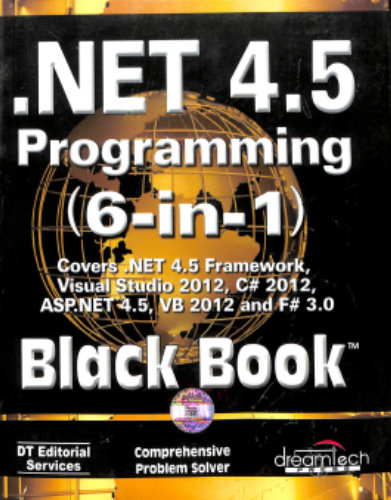 .NET 4.5
Programming
(6-in-1)
Covers .NET 4.5 Framework,
Visual Studio 2012, C# 2012,
ASP.NET 4.5, VB 2012 and F# 3.0
Black Book™
DT Editorial
Services
Comprehensive
Problem Solver
dreamtech
PRESS